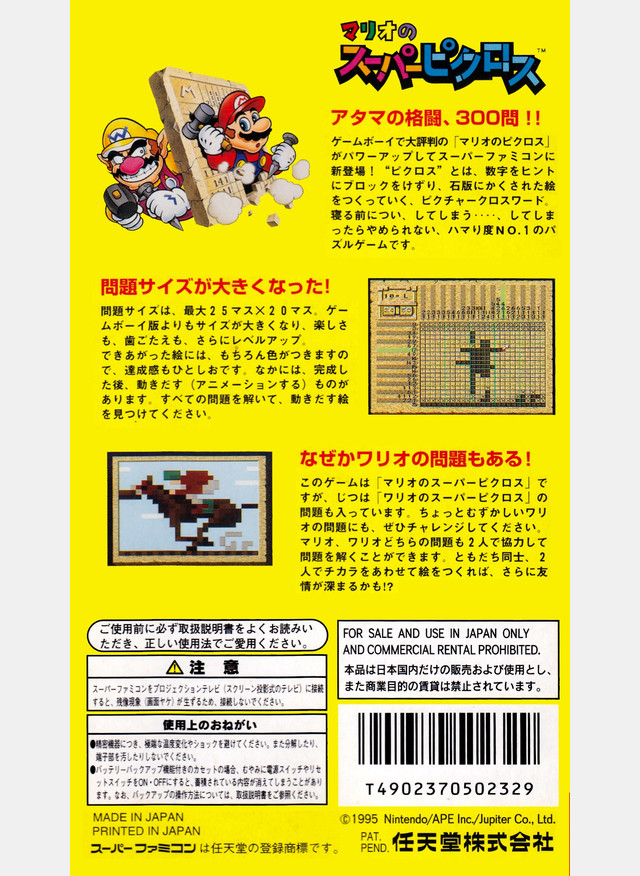 マリオの
スーパーピクロス™
アタマの格闘、300問！！
ゲームボーイで大評判の「マリオのピクロス」
がパワーアップしてスーパーファミコンに
新登場！“ピクロス”とは、数字をヒント
にブロックをけずり、石版にかくされた絵
をつくっていく、ピクチャークロスワード。
寝る前につい、してしまう‥‥、してしま
ったらやめられない、ハマり度NO.1のパ
ズルゲームです。
問題サイズが大きくなった！
問題サイズは、最大25マス×20マス。ゲー
ムボーイ版よりもサイズが大きくなり、楽しさ
も、歯ごたえも、さらにレベルアップ。
できあがった絵には、もちろん色がつきますの
で、達成感もひとしおです。なかには、完成し
た後、動きだす（アニメーションする）ものが
あります。すべての問題を解いて、動きだす絵
を見つけてください。
なぜかワリオの問題もある！
このゲームは「マリオのスーパーピクロス」で
すが、じつは「ワリオのスーパーピクロス」の
問題も入っています。ちょっとむずかしいワリ
オの問題にも、ぜひチャレンジしてください。
マリオ、ワリオどちらの問題も2人で協力して
問題を解くことができます。ともだち同士、2
人でチカラをあわせて絵をつくれば、さらに友
情が深まるかも!?
ご使用前に必ず取扱説明書をよくお読みい
ただき、正しい使用法でご愛用ください。
⚠注意
スーパーファミコンをプロジェクションテレビ（スクリーン投影式のテレビ）に接続
すると、残像現象（画面ヤケ）が生ずるため、接続しないでください。
使用上のおねがい
●精密機器につき、極端な温度変化やショックを避けてください。また分解したり、
端子部を汚したりしないでください。
●バッテリーバックアップ機能付きのカセットの場合、むやみに電源スイッチやリセ
ットスイッチをON・OFFにすると、蓄積されている内容が消えてしまうことがあり
ます。なお、バックアップの操作方法については、取扱説明書をご参照ください。
MADE IN JAPAN
PRINTED IN JAPAN
スーパーファミコンは任天堂の登録商標です。
FOR SALE AND USE IN JAPAN ONLY
AND COMMERCIAL RENTAL PROHIBITED.
本品は日本国内だけの販売および使用とし、
また商業目的の賃貸は禁止されています。
T4902370502329
©1995 Nintendo/APE Inc./Jupiter Co., Ltd.
PAT. PEND. 任天堂株式会社